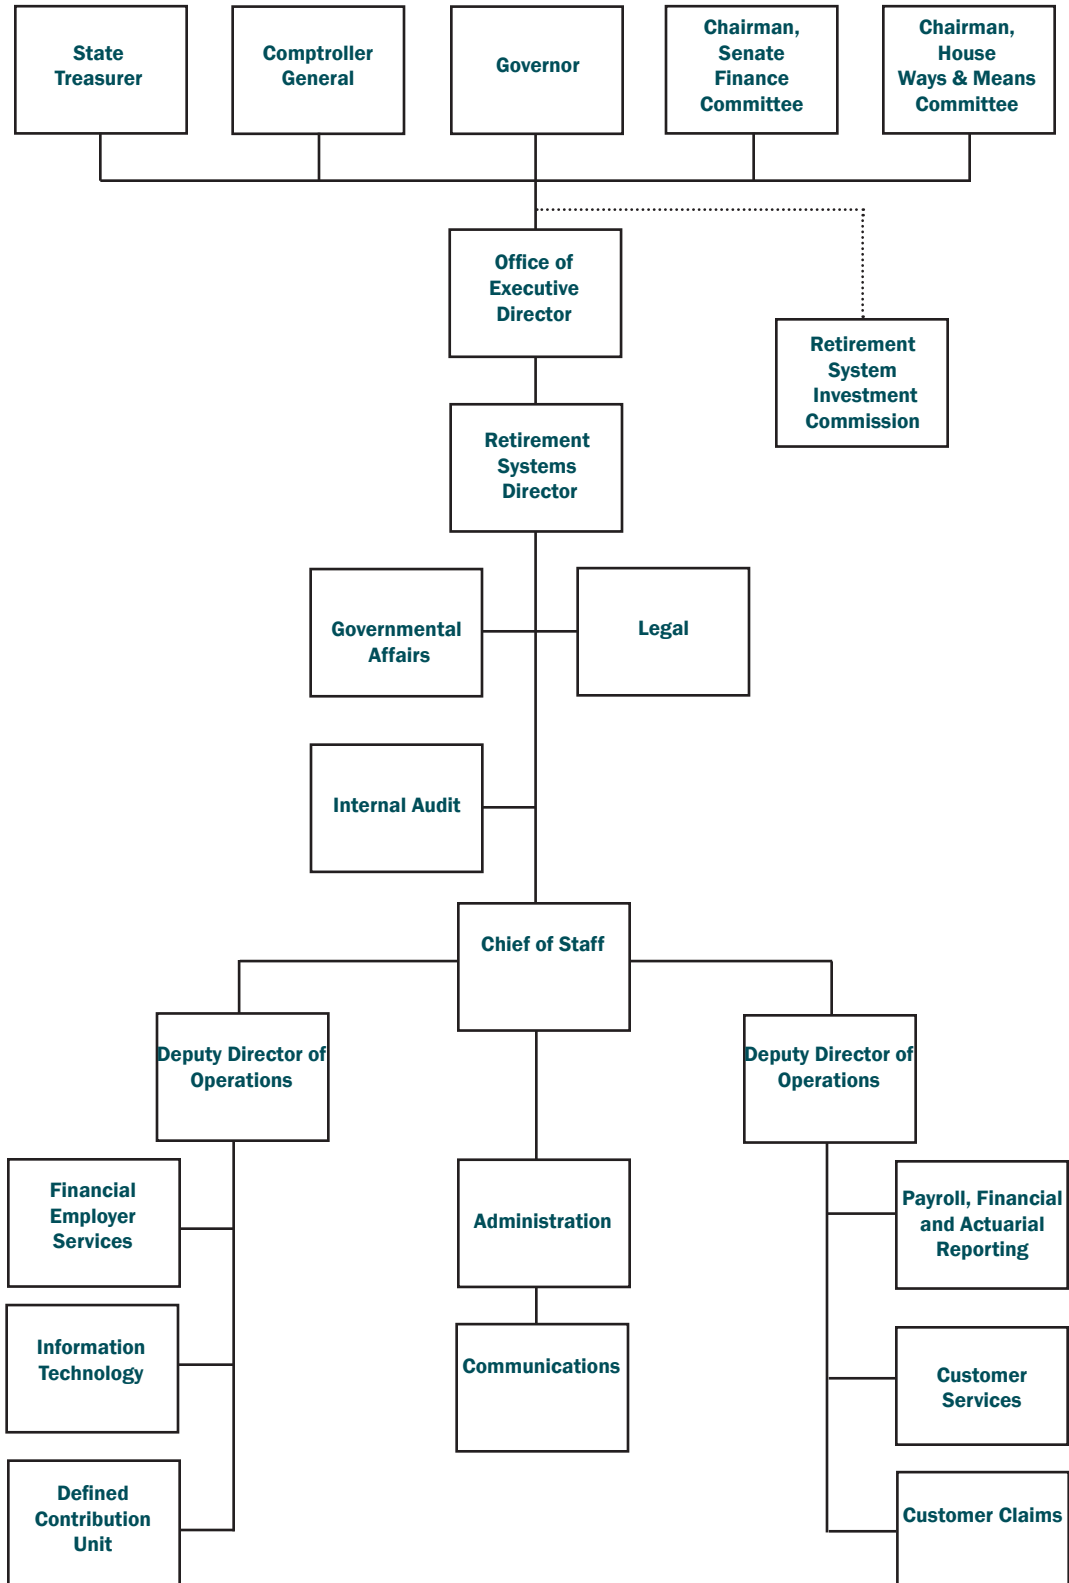 State
Treasurer
Comptroller
General
Governor
Chairman,
Senate
Finance
Committee
Chairman,
House
Ways & Means
Committee
Office of
Executive
Director
Retirement
System
Investment
Commission
Retirement
Systems
Director
Governmental
Affairs
Legal
Internal Audit
Chief of Staff
Deputy Director of
Operations
Deputy Director of
Operations
Financial
Employer
Services
Administration
Payroll, Financial
and Actuarial
Reporting
Information
Technology
Communications
Customer
Services
Defined
Contribution
Unit
Customer Claims